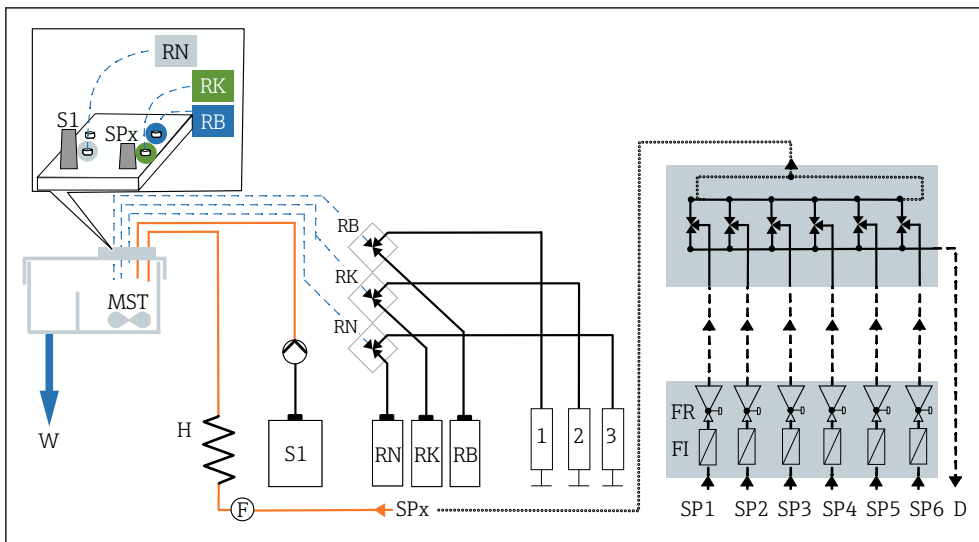 RN
RK
S1
RB
SPx
RB
RK
MST
RN
FR
W
H
S1
RN
RK
RB
1
2
3
FI
F
SPx
SP1
SP2
SP3
SP4
SP5
SP6
D